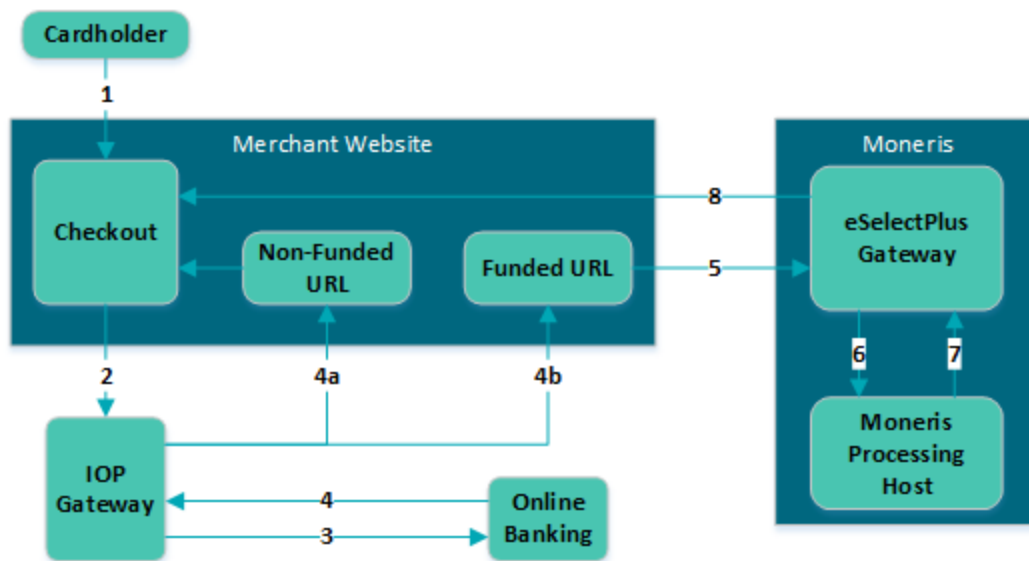 Cardholder
1
Merchant Website
Moneris
Checkout
8
eSelectPlus
Gateway
Non-Funded
URL
Funded URL
5
2
4a
4b
6
7
IOP
Gateway
4
3
Online
Banking
Moneris
Processing
Host